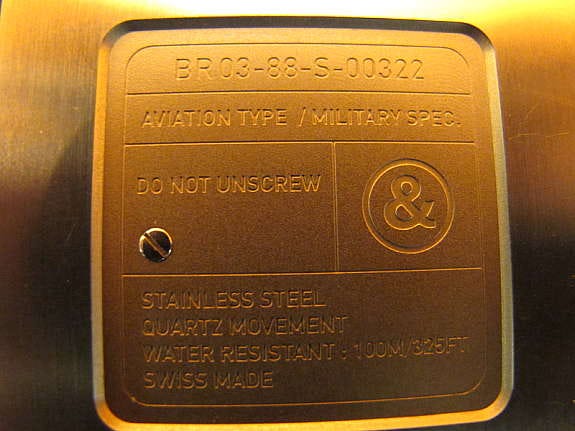 BR03-88-S-00322
AVIATION TYPE / MILITARY SPEC.
DO NOT UNSCREW
&
STAINLESS STEEL
QUARTZ MOVEMENT
WATER RESISTANT : 100M/325FT
SWISS MADE